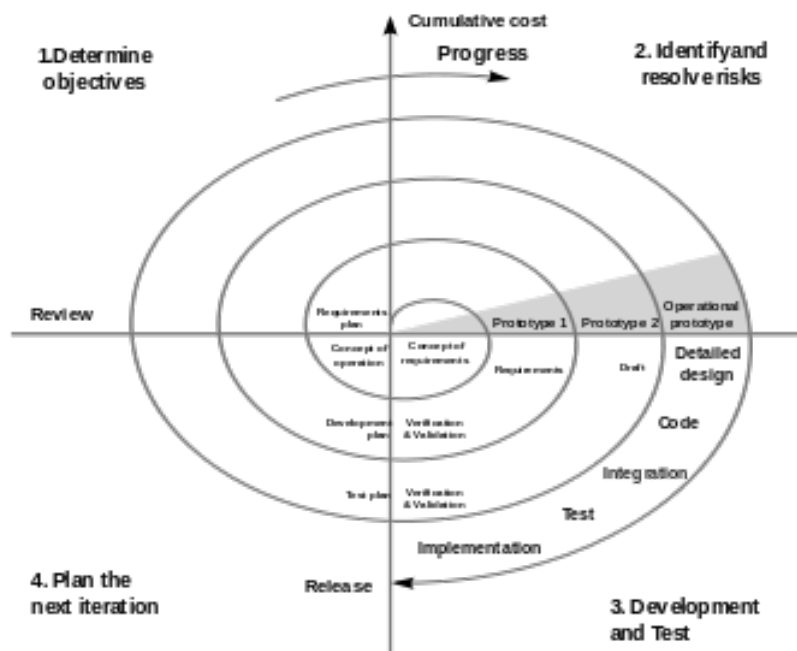 Cumulative cost
Progress
1.Determine
objectives
2. Identify and
resolve risks
Review
Requirements
plan
Prototype 1
Prototype 2
Operational
prototype
Concept of
operation
Concept of
requirements
Requirements
Draft
Detailed
design
Code
Development
plan
Verification
& Validation
Integration
Test plan
Verification
& Validation
Test
Implementation
Release
4. Plan the
next iteration
3. Development
and Test